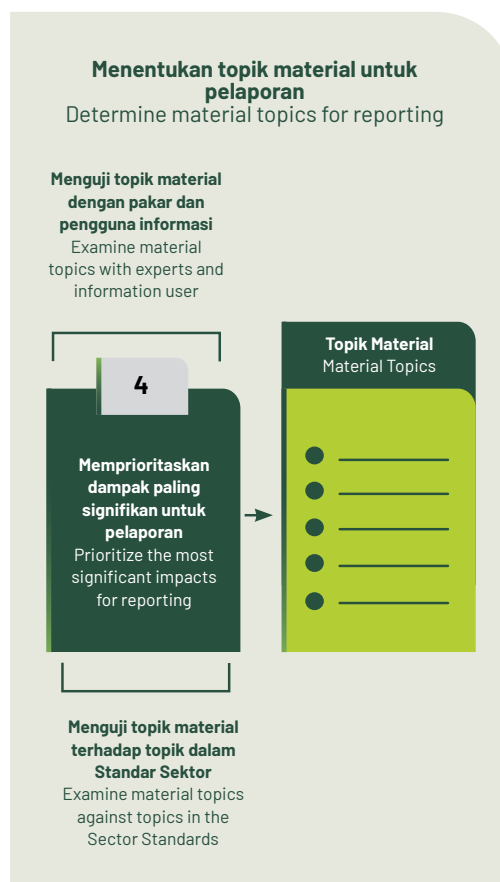 Menentukan topik material untuk
pelaporan
Determine material topics for reporting
Menguji topik material
dengan pakar dan
pengguna informasi
Examine material
topics with experts and
information user
4
Memprioritaskan
dampak paling
signifikan untuk
pelaporan
Prioritize the most
significant impacts
for reporting
Topik Material
Material Topics
Menguji topik material
terhadap topik dalam
Standar Sektor
Examine material topics
against topics in the
Sector Standards